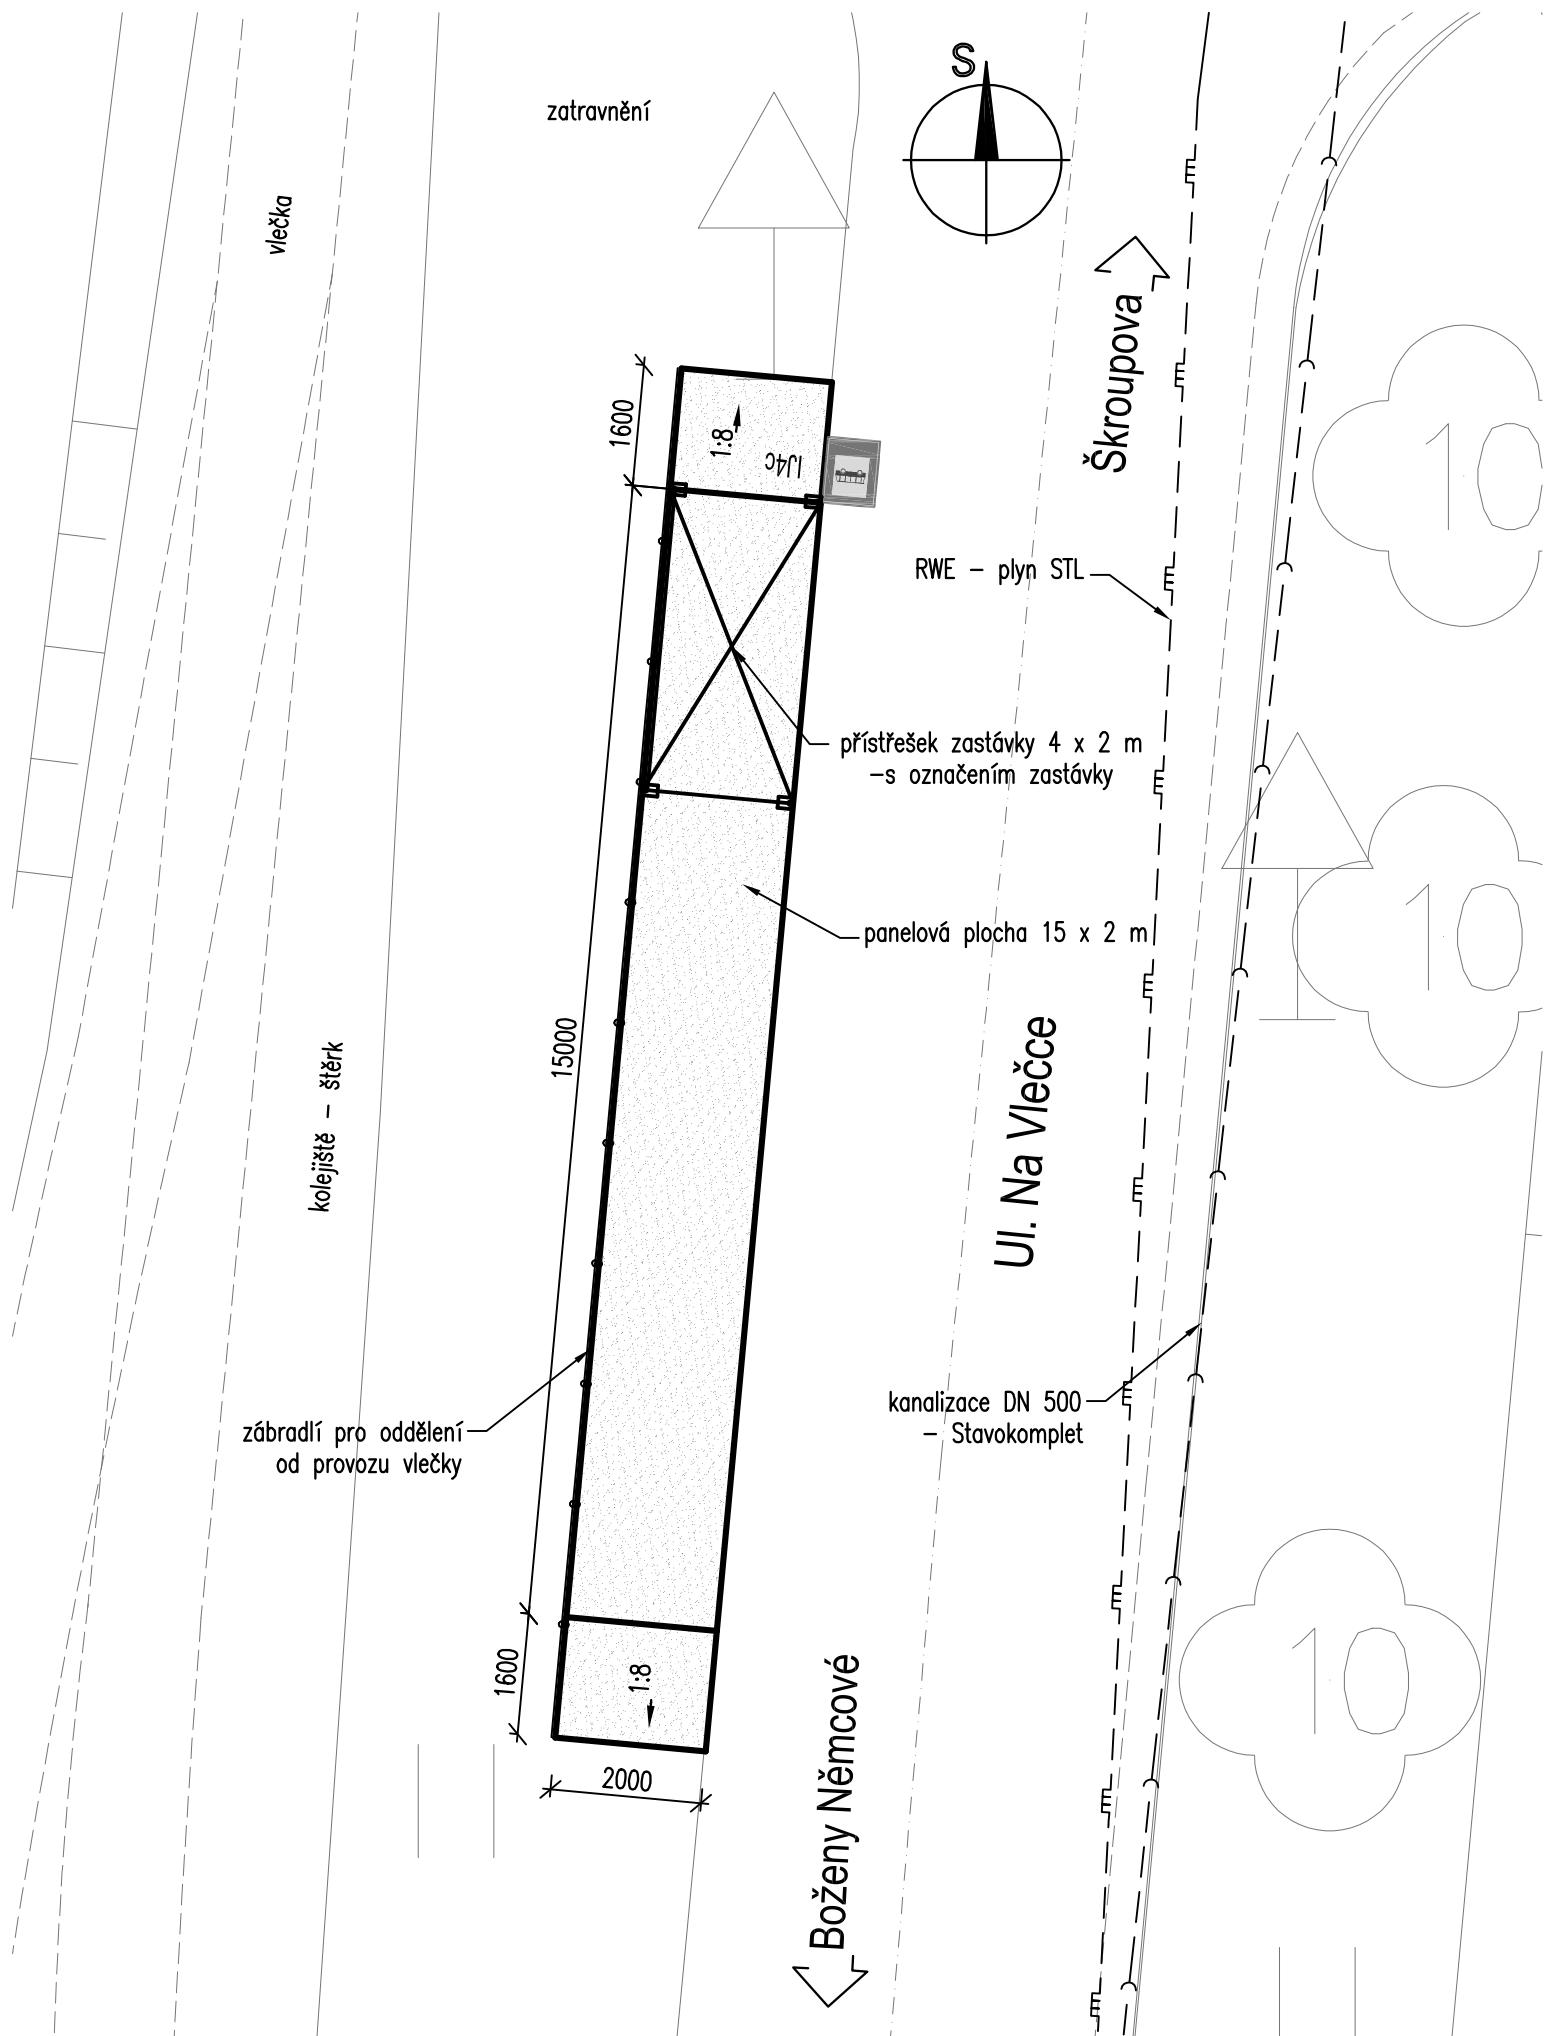 S
zatravnění
vlečka
Škroupova
1600
1:8
IJ4c
10
RWE – plyn STL
přístřešek zastávky 4 x 2 m
–s označením zastávky
10
panelová plocha 15 x 2 m
15000
kolejiště – štěrk
Ul. Na Vlečce
kanalizace DN 500
– Stavokomplet
zábradlí pro oddělení
od provozu vlečky
10
1600
1:8
2000
Boženy Němcové